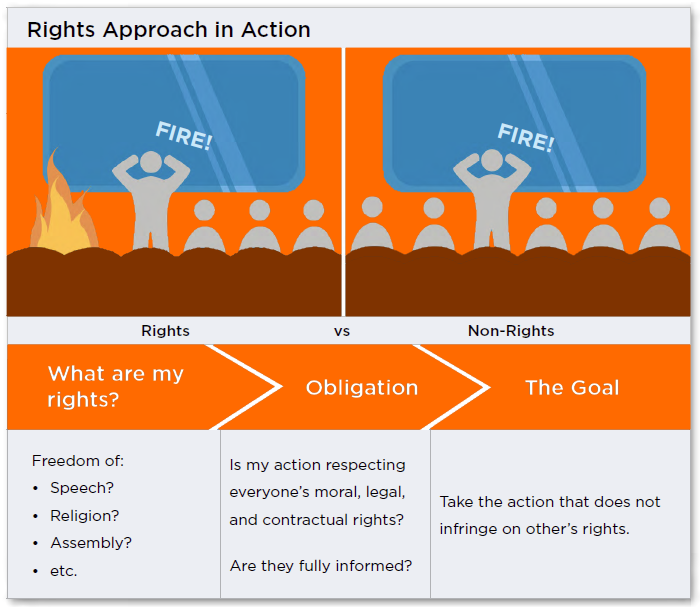 Rights Approach in Action
FIRE!
FIRE!
Rights vs Non-Rights
What are my
rights?
Obligation
The Goal
Freedom of:
• Speech?
• Religion?
• Assembly?
• etc.
Is my action respecting
everyone's moral, legal,
and contractual rights?
Are they fully informed?
Take the action that does not
infringe on other's rights.